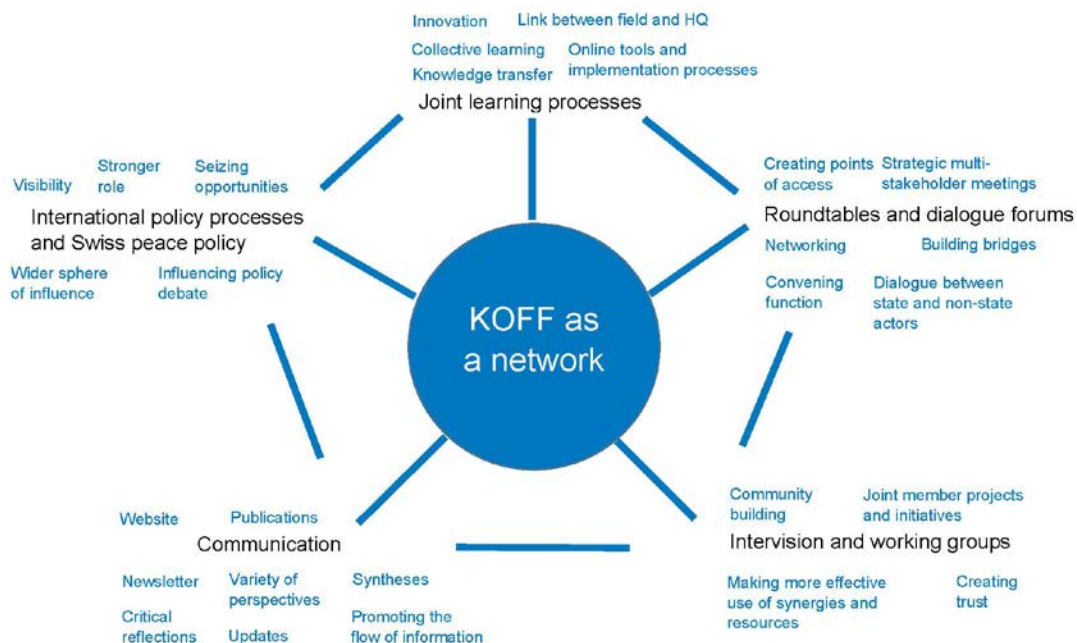 Innovation
Link between field and HQ
Collective learning
Online tools and
implementation processes
Knowledge transfer
Joint learning processes
Visibility
Stronger
role
Seizing
opportunities
International policy processes
and Swiss peace policy
Wider sphere
of influence
Influencing policy
debate
Creating points
of access
Strategic multi-
stakeholder meetings
Roundtables and dialogue forums
Networking
Building bridges
Convening
function
Dialogue between
state and non-state
actors
KOFF as
a network
Website
Publications
Communication
Newsletter
Variety of
perspectives
Syntheses
Critical
reflections
Updates
Promoting the
flow of information
Community
building
Joint member projects
and initiatives
Intervision and working groups
Making more effective
use of synergies and
resources
Creating
trust